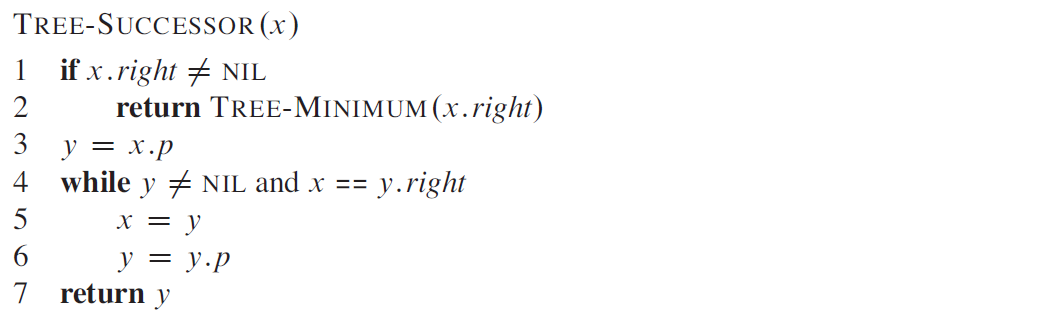 TREE-SUCCESSOR(x)
1 if x.right ≠ NIL
2 return TREE-MINIMUM(x.right)
3 y = x.p
4 while y ≠ NIL and x == y.right
5 x = y
6 y = y.p
7 return y